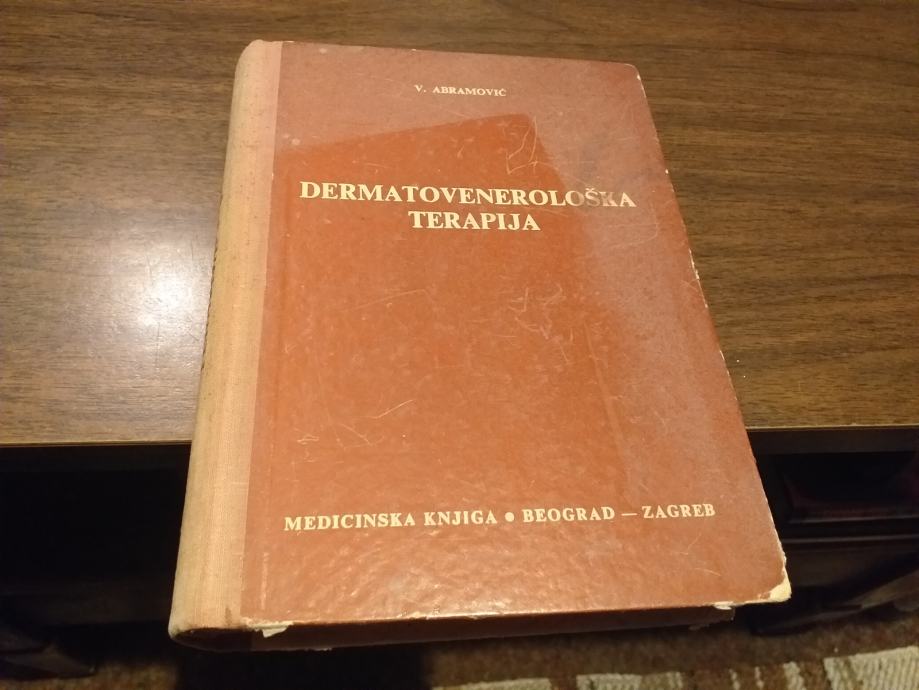 V. ABRAMOVIĆ
DERMATOVENEROLOŠKA
TERAPIJA
MEDICINSKA KNJIGA ● BEOGRAD — ZAGREB